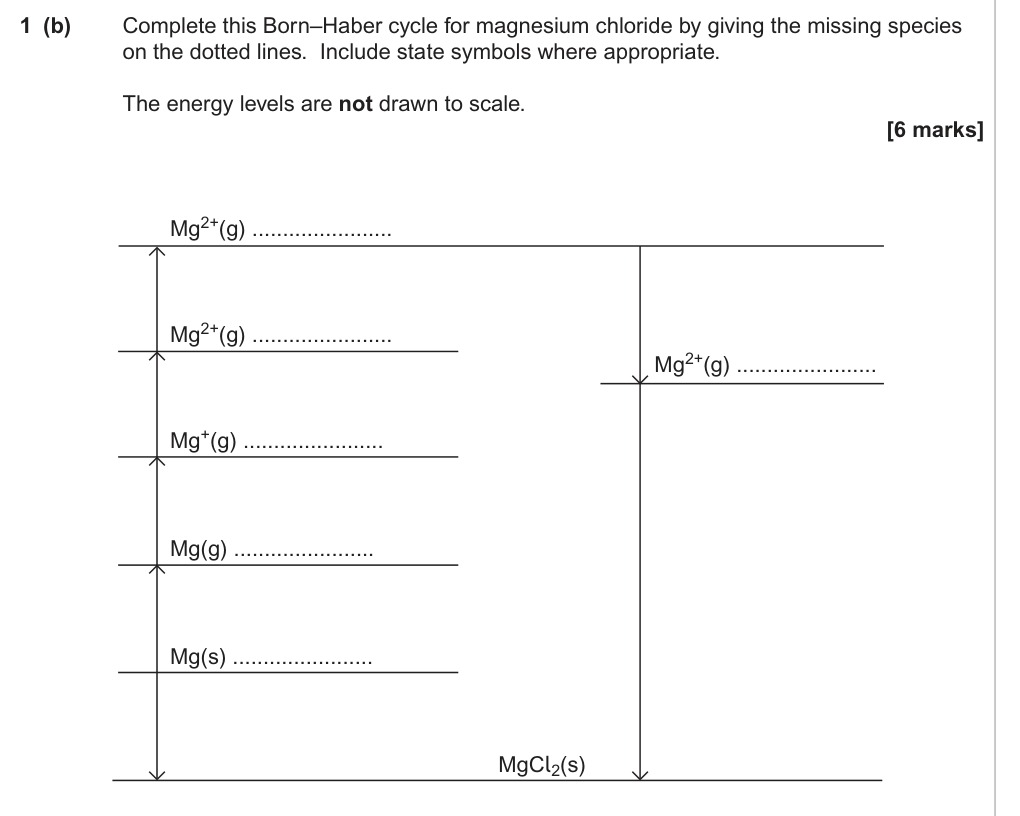 1 (b) Complete this Born–Haber cycle for magnesium chloride by giving the missing species
on the dotted lines. Include state symbols where appropriate.
The energy levels are not drawn to scale.
[6 marks]
Mg²⁺(g) .......................
Mg²⁺(g) .......................
Mg²⁺(g) .......................
Mg⁺(g) .......................
Mg(g) .......................
Mg(s) .......................
MgCl₂(s)